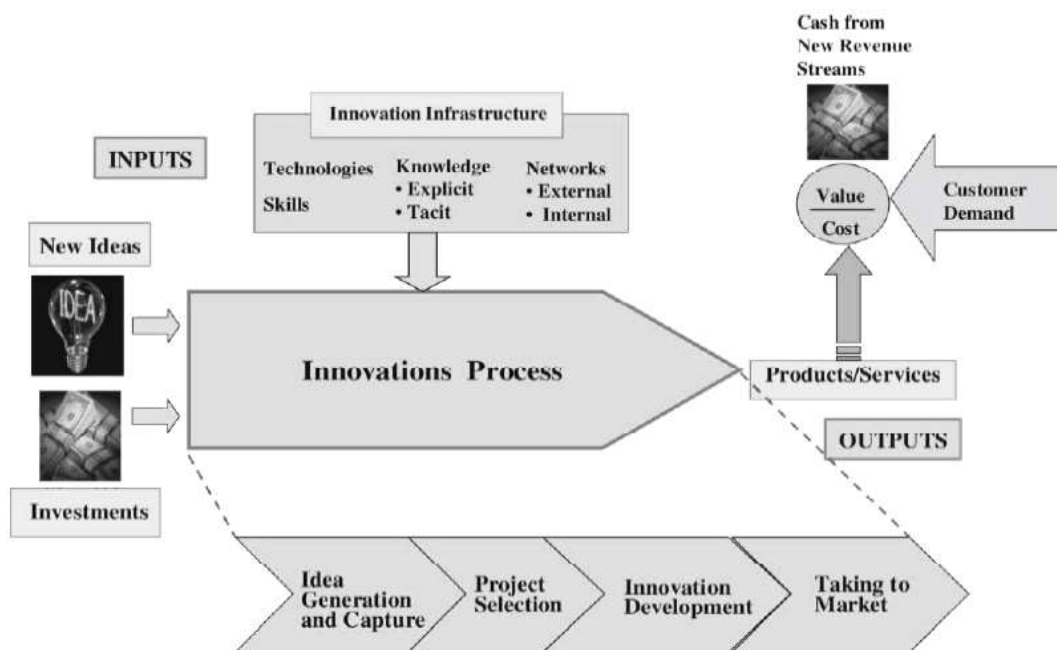 Cash from
New Revenue
Streams
Innovation Infrastructure
INPUTS
Technologies
Skills
Knowledge
• Explicit
• Tacit
Networks
• External
• Internal
Value
Cost
Customer
Demand
New Ideas
IDEA
Innovations Process
Products/Services
OUTPUTS
Investments
Idea
Generation
and Capture
Project
Selection
Innovation
Development
Taking to
Market